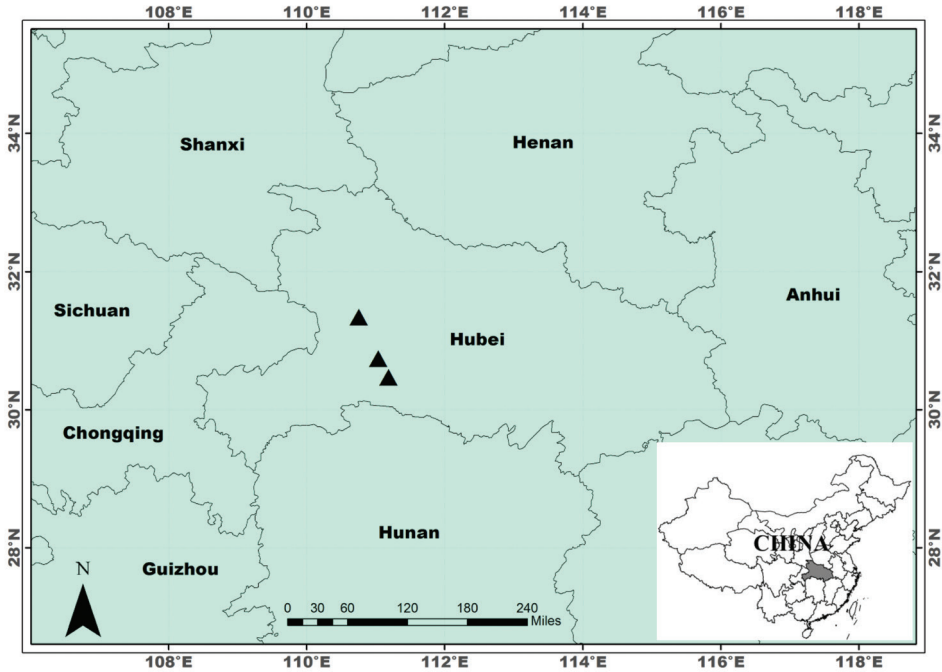 108°E 110°E 112°E 114°E 116°E 118°E
34°N 34°N
Shanxi Henan
32°N 32°N
Sichuan Anhui
Hubei
30°N 30°N
Chongqing
Hunan
CHINA
28°N 28°N
Guizhou
N
0 30 60 120 180 240
Miles
108°E 110°E 112°E 114°E 116°E 118°E